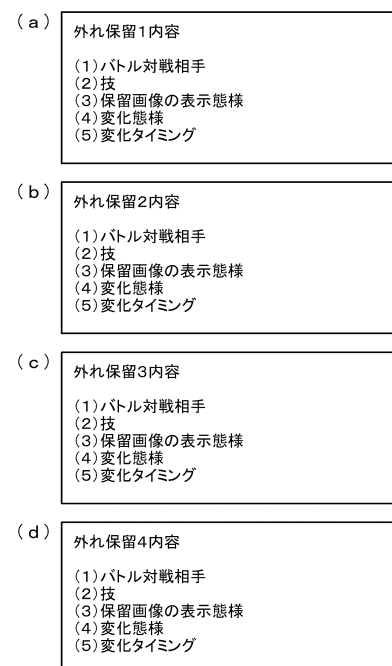 (a)
外れ保留1内容
(1)バトル対戦相手
(2)技
(3)保留画像の表示態様
(4)変化態様
(5)変化タイミング
(b)
外れ保留2内容
(1)バトル対戦相手
(2)技
(3)保留画像の表示態様
(4)変化態様
(5)変化タイミング
(c)
外れ保留3内容
(1)バトル対戦相手
(2)技
(3)保留画像の表示態様
(4)変化態様
(5)変化タイミング
(d)
外れ保留4内容
(1)バトル対戦相手
(2)技
(3)保留画像の表示態様
(4)変化態様
(5)変化タイミング